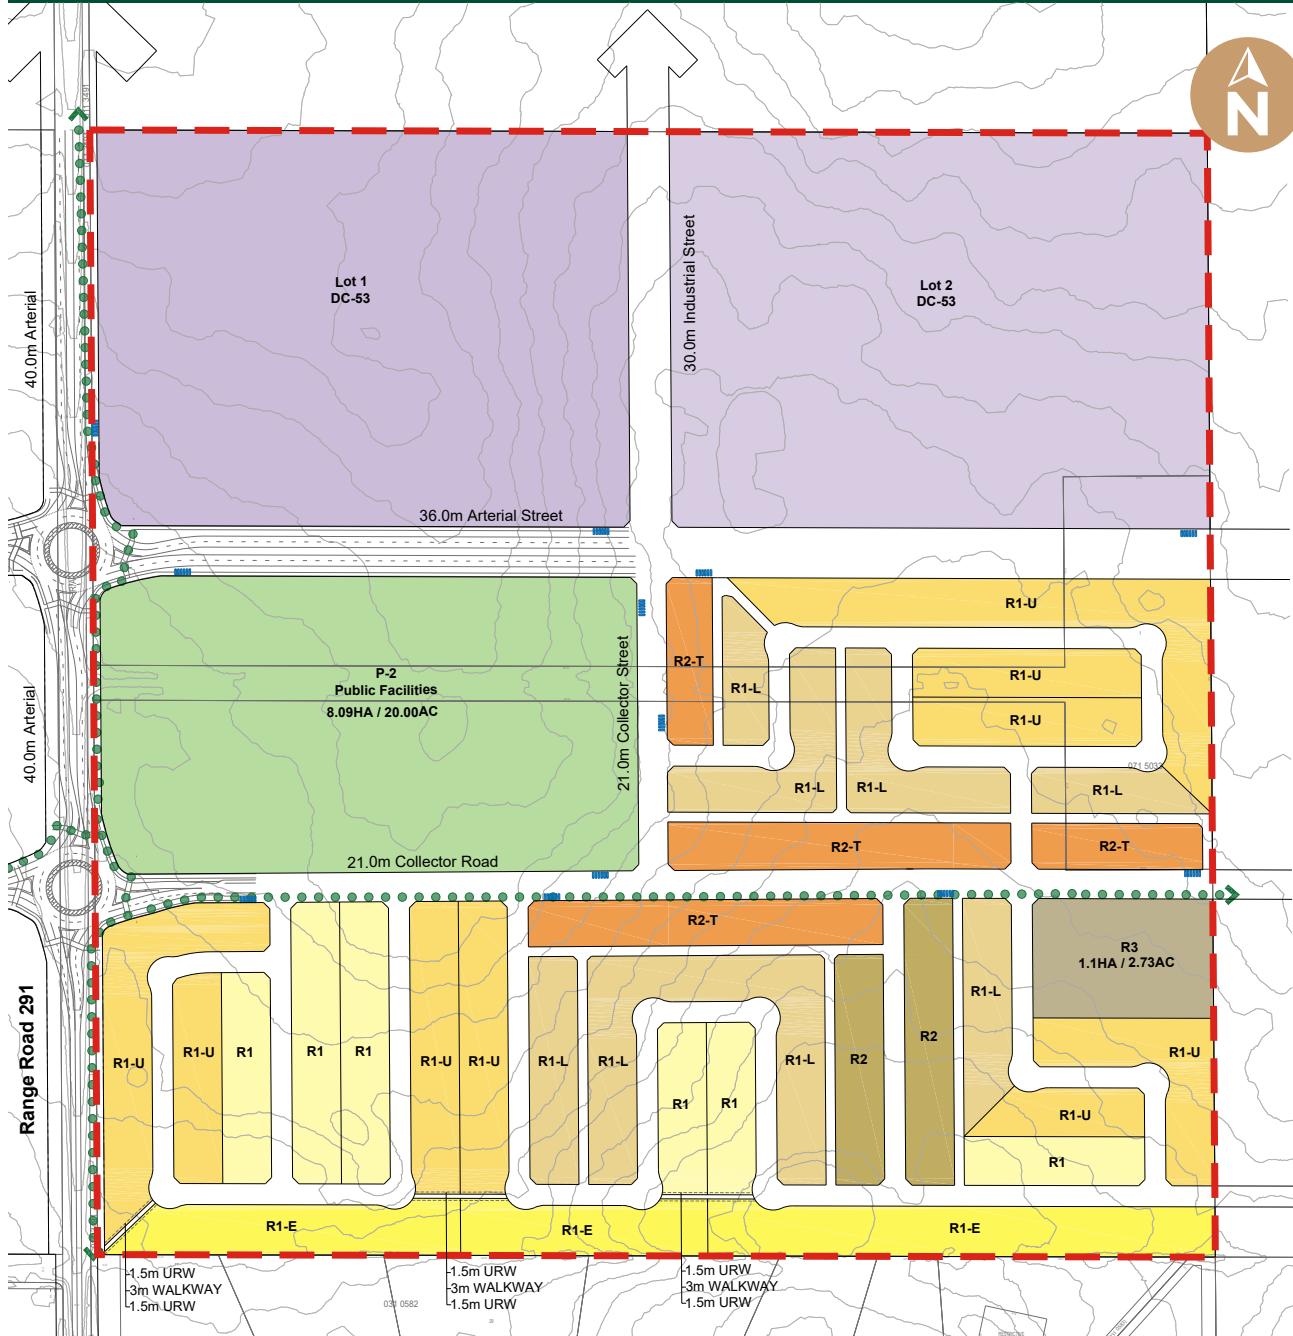 N
40.0m Arterial
Lot 1
DC-53
30.0m Industrial Street
Lot 2
DC-53
36.0m Arterial Street
40.0m Arterial
P-2
Public Facilities
8.09HA / 20.00AC
21.0m Collector Street
R2-T
R1-L
R1-U
R1-U
R1-U
071 5033
R1-L
R1-L
R1-L
R2-T
R2-T
21.0m Collector Road
R2-T
R3
1.1HA / 2.73AC
Range Road 291
R1-U
R1-U
R1
R1
R1
R1-U
R1-U
R1-L
R1-L
R1
R1
R1-L
R2
R2
R1-L
R1-U
R1-U
R1
R1-E
R1-E
R1-E
1.5m URW
3m WALKWAY
1.5m URW
1.5m URW
3m WALKWAY
1.5m URW
1.5m URW
3m WALKWAY
1.5m URW
031 0582